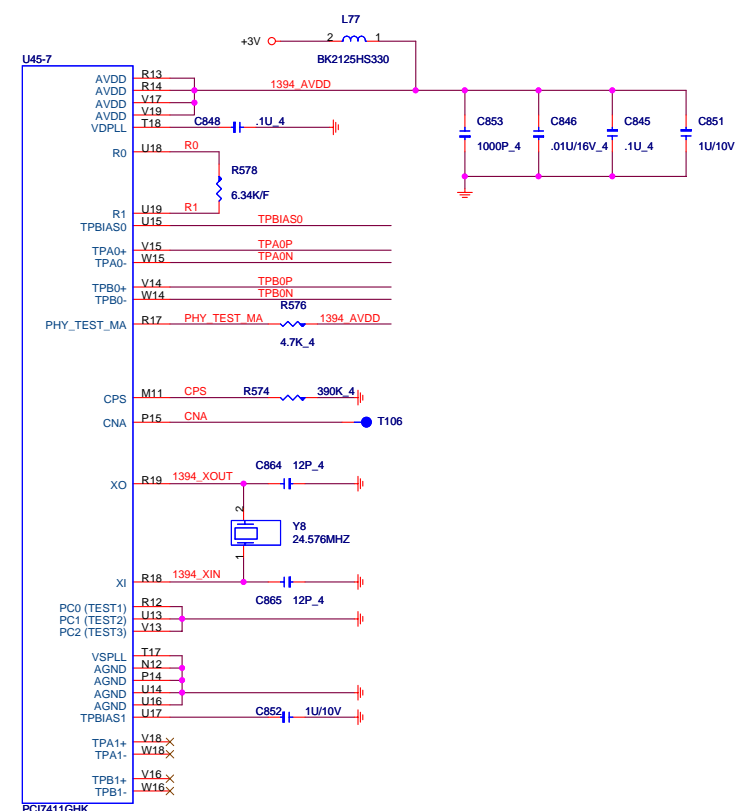 L77
+3V 2 1
BK2125HS330
U45-7
AVDD R13
AVDD R14 1394_AVDD
AVDD V17
AVDD V19
VDPLL T18 C848 .1U_4
C853 C846 C845 C851
1000P_4 .01U/16V_4 .1U_4 1U/10V
R0 U18 R0
R578
6.34K/F
R1 U19 R1
TPBIAS0 U15 TPBIAS0
TPA0+ V15 TPA0P
TPA0- W15 TPA0N
TPB0+ V14 TPB0P
TPB0- W14 TPB0N
R576
PHY_TEST_MA R17 PHY_TEST_MA 1394_AVDD
4.7K_4
CPS M11 CPS R574 390K_4
CNA P15 CNA T106
C864 12P_4
XO R19 1394_XOUT
2
Y8
24.576MHZ
1
XI R18 1394_XIN
C865 12P_4
PC0 (TEST1) R12
PC1 (TEST2) U13
PC2 (TEST3) V13
VSPLL T17
AGND N12
AGND P14
AGND U14
AGND U16
TPBIAS1 U17 C852 1U/10V
TPA1+ V18
TPA1- W18
TPB1+ V16
TPB1- W16
PCI7411GHK